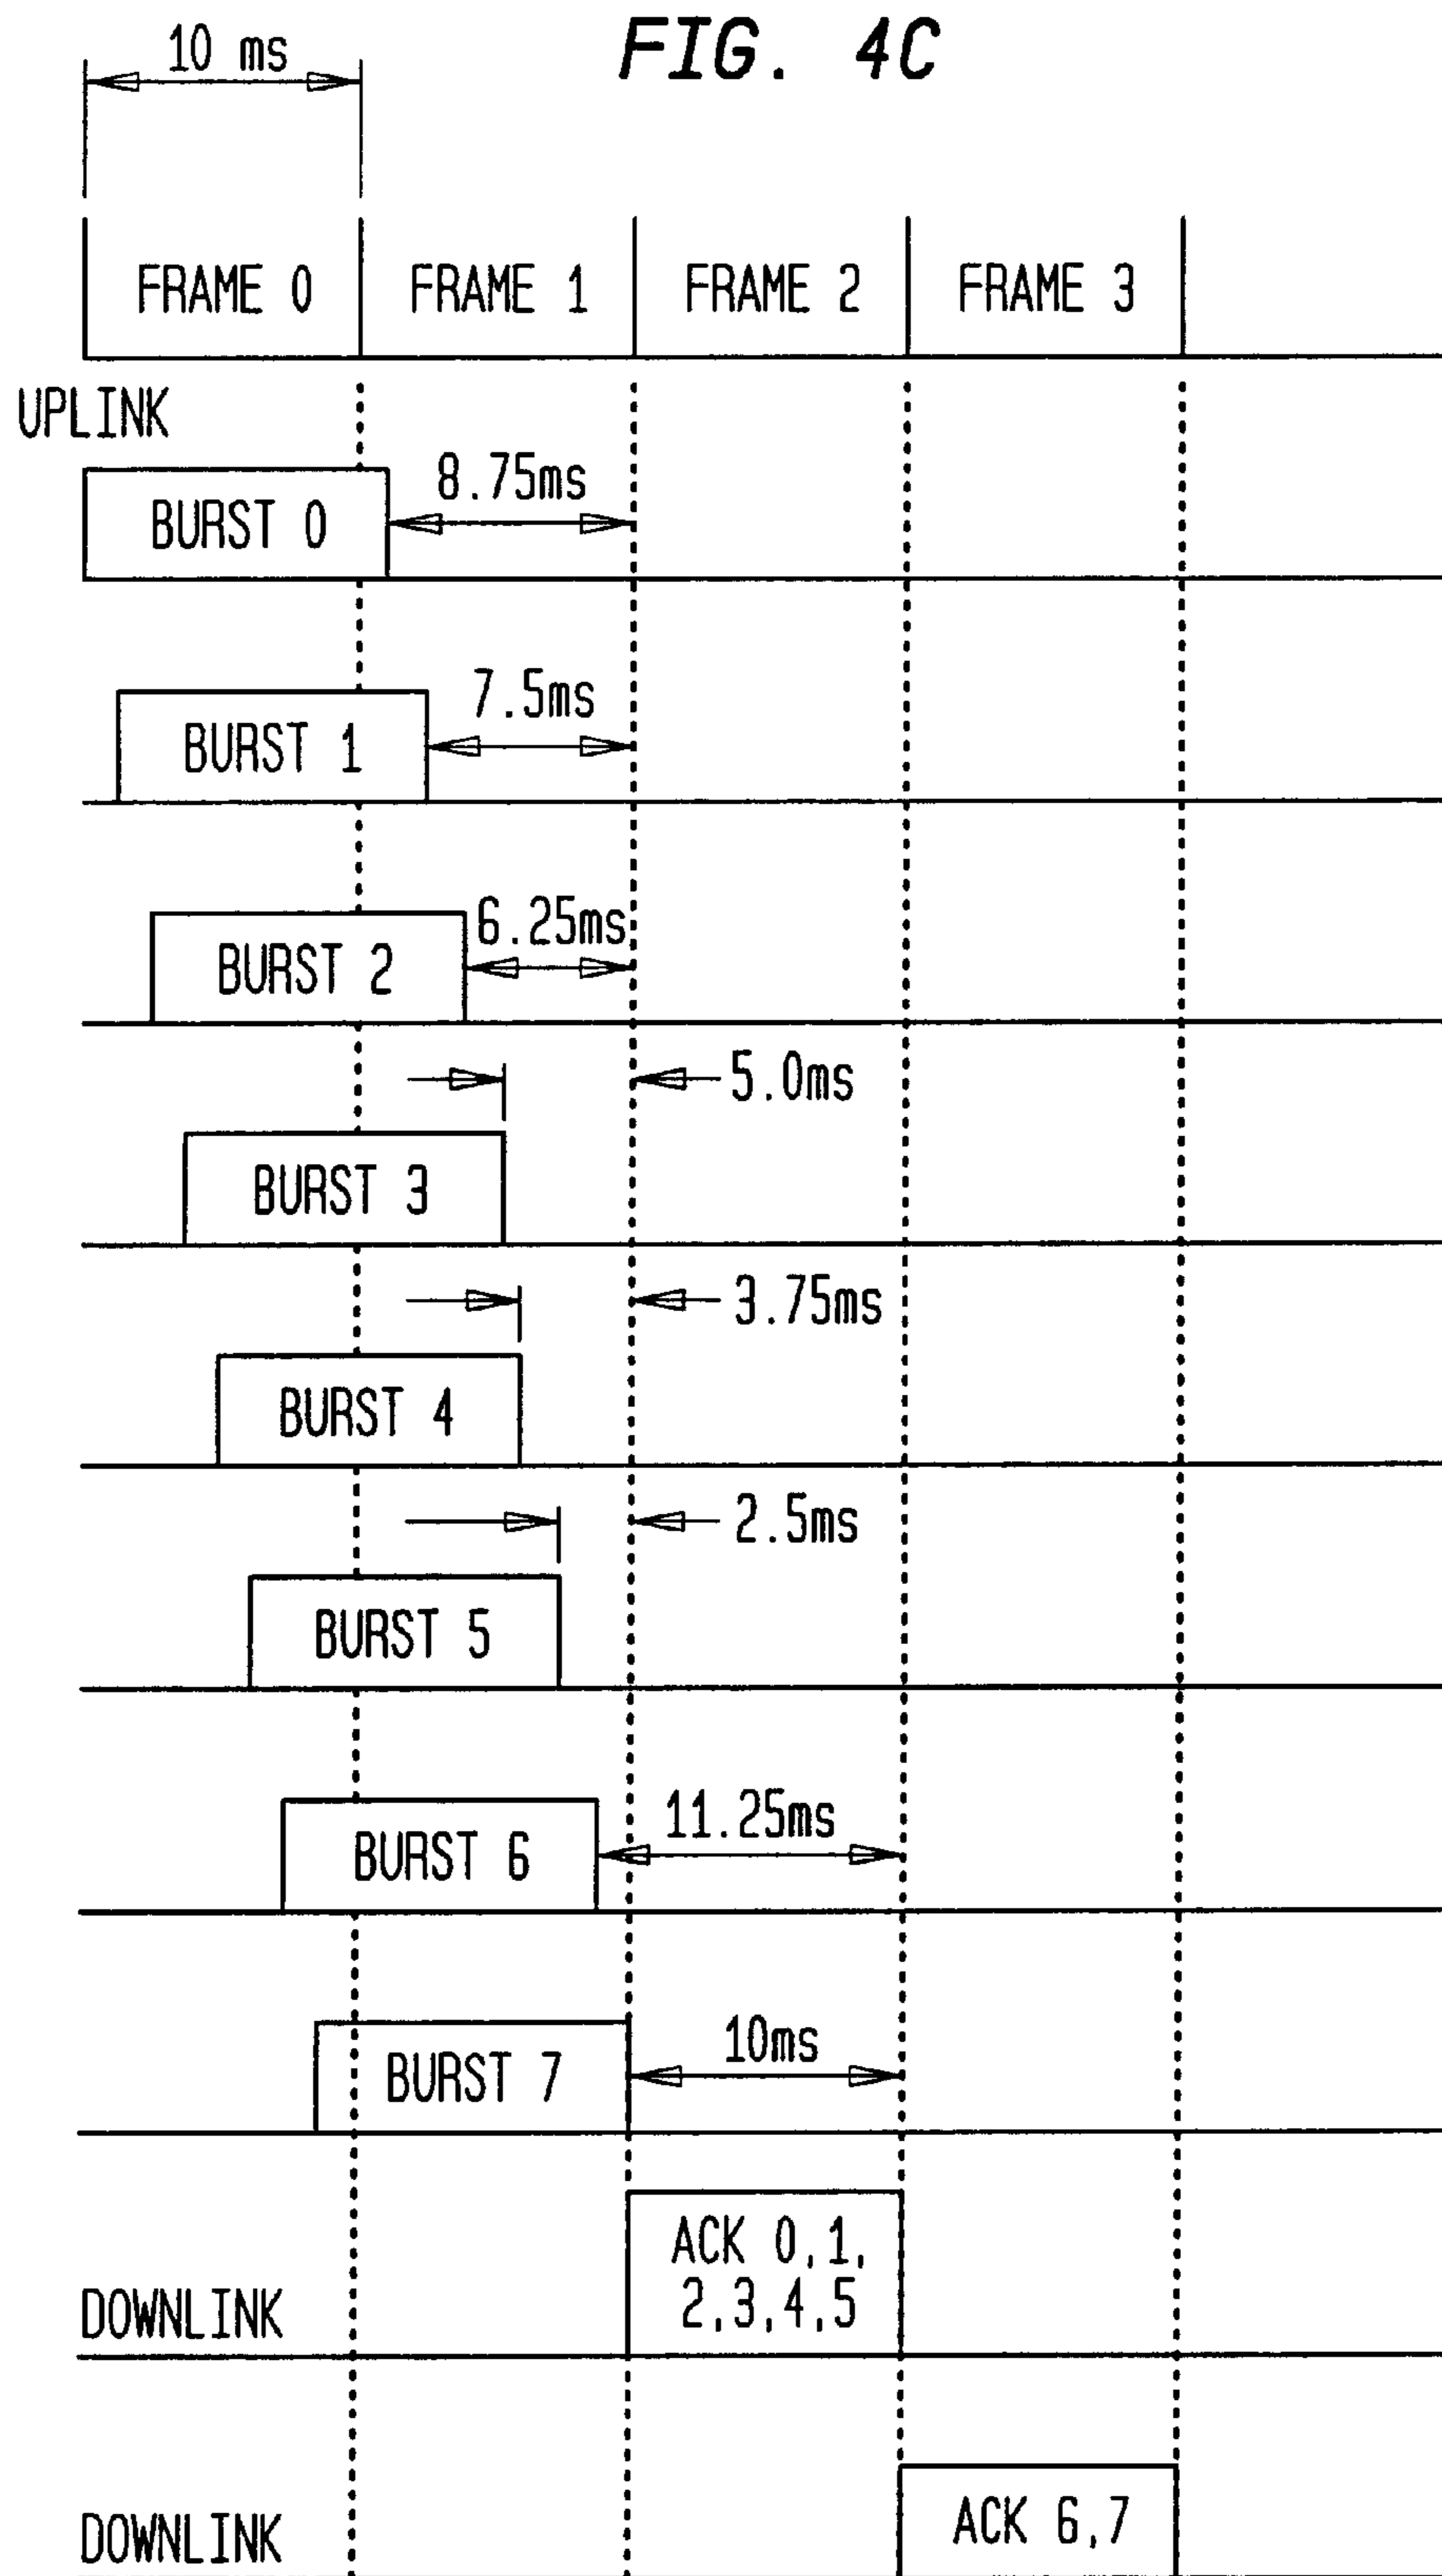 FIG. 4C
10 ms
FRAME 0 FRAME 1 FRAME 2 FRAME 3
UPLINK
8.75ms
BURST 0
7.5ms
BURST 1
6.25ms
BURST 2
5.0ms
BURST 3
3.75ms
BURST 4
2.5ms
BURST 5
11.25ms
BURST 6
10ms
BURST 7
ACK 0,1,
2,3,4,5
DOWNLINK
ACK 6,7
DOWNLINK